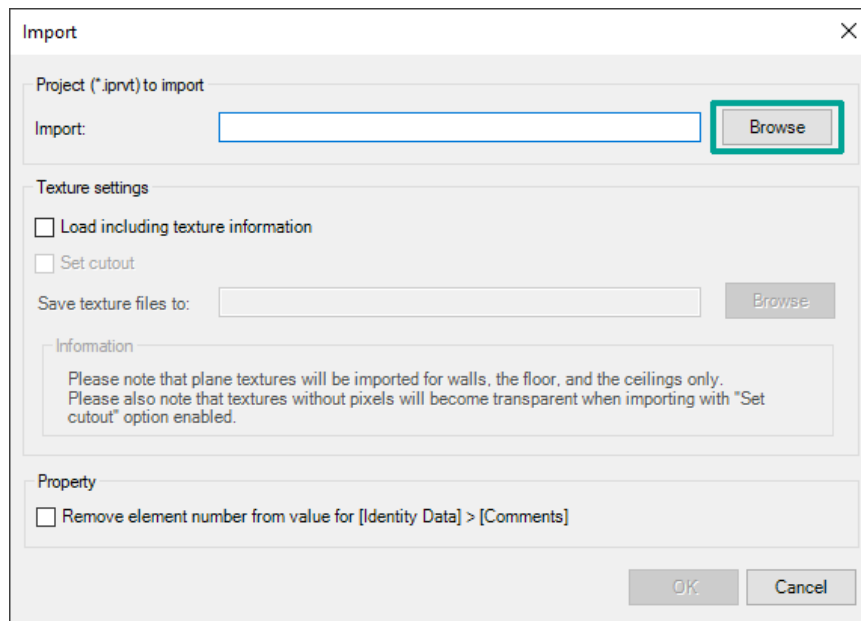 Import
Project (*.iprvt) to import
Import:
Browse
Texture settings
Load including texture information
Set cutout
Save texture files to:
Browse
Information
Please note that plane textures will be imported for walls, the floor, and the ceilings only.
Please also note that textures without pixels will become transparent when importing with "Set
cutout" option enabled.
Property
Remove element number from value for [Identity Data] > [Comments]
OK
Cancel